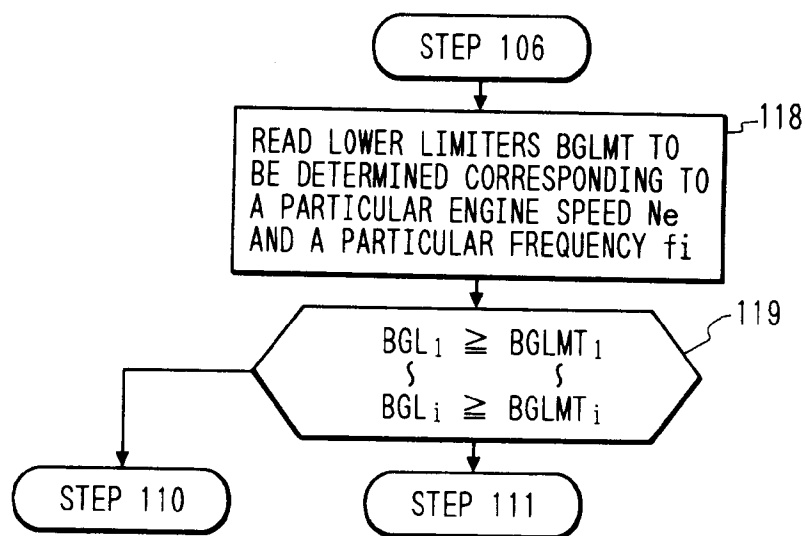 STEP 106
118
READ LOWER LIMITERS BGLMT TO
BE DETERMINED CORRESPONDING TO
A PARTICULAR ENGINE SPEED Ne
AND A PARTICULAR FREQUENCY fi
119
BGL₁ ≧ BGLMT₁
∫ ∫
BGLᵢ ≧ BGLMTᵢ
STEP 110
STEP 111